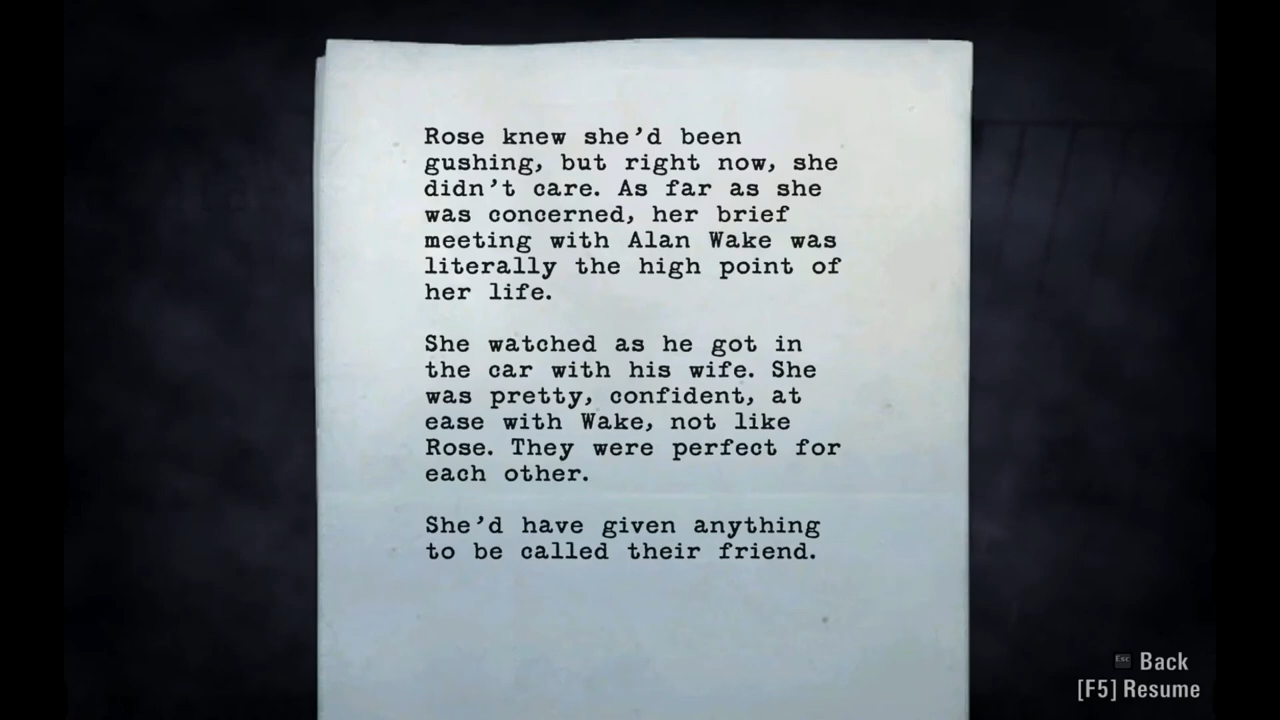 Rose knew she’d been
gushing, but right now, she
didn’t care. As far as she
was concerned, her brief
meeting with Alan Wake was
literally the high point of
her life.
She watched as he got in
the car with his wife. She
was pretty, confident, at
ease with Wake, not like
Rose. They were perfect for
each other.
She’d have given anything
to be called their friend.
Esc Back
[F5] Resume